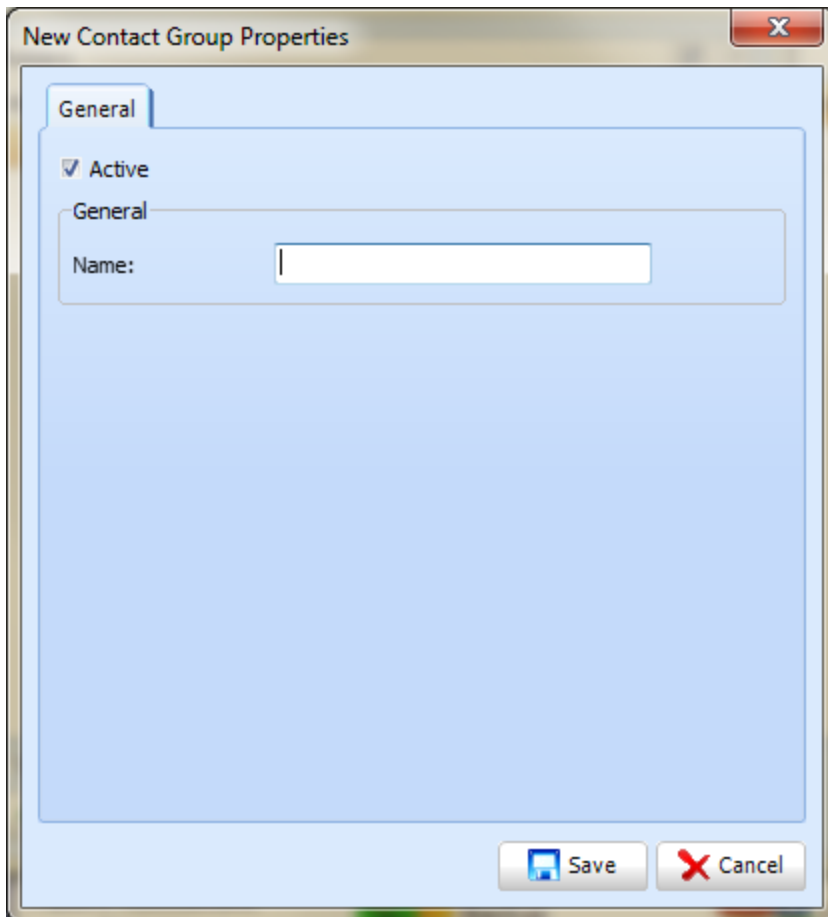 New Contact Group Properties
General
Active
General
Name:
Save Cancel